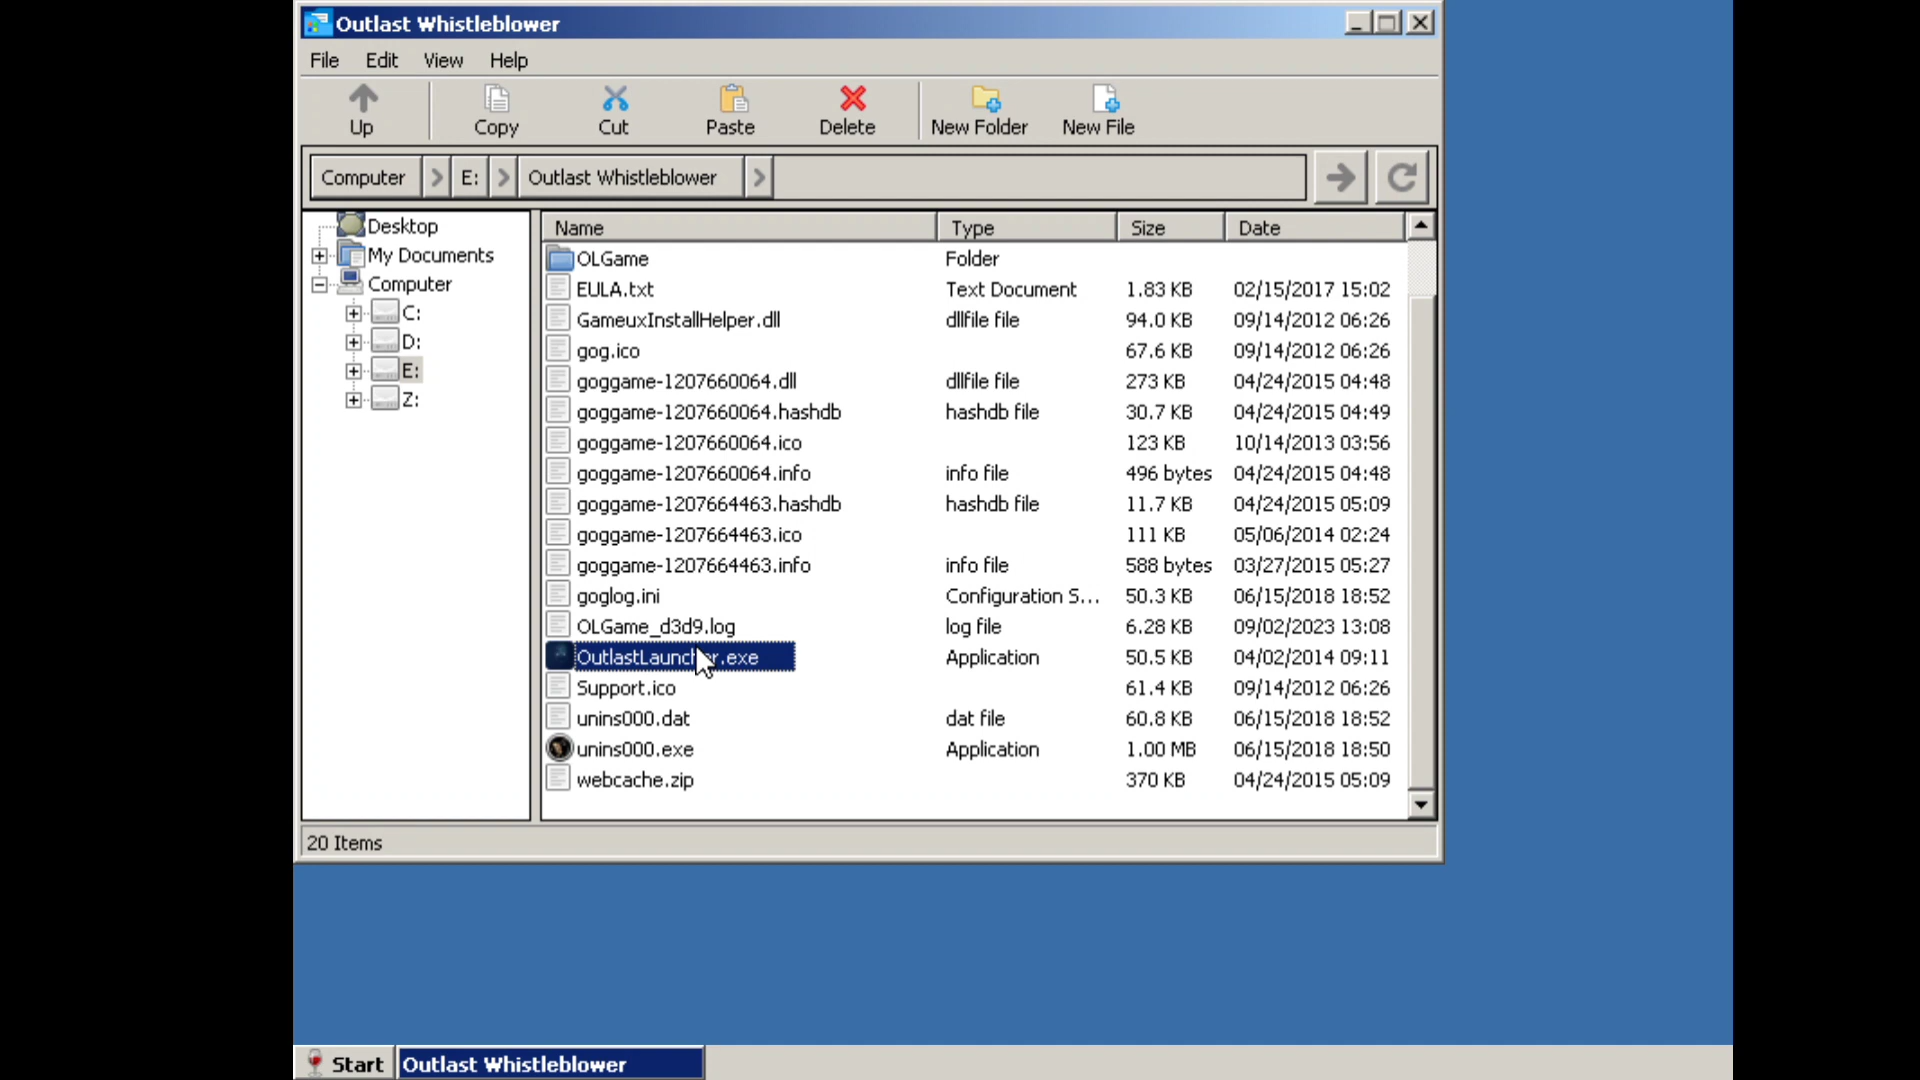 Outlast Whistleblower
File Edit View Help
Up Copy Cut Paste Delete New Folder New File
Computer E: Outlast Whistleblower
Desktop
My Documents
Computer
C:
D:
E:
Z:
Name Type Size Date
OLGame Folder
EULA.txt Text Document 1.83 KB 02/15/2017 15:02
GameuxInstallHelper.dll dllfile file 94.0 KB 09/14/2012 06:26
gog.ico 67.6 KB 09/14/2012 06:26
goggame-1207660064.dll dllfile file 273 KB 04/24/2015 04:48
goggame-1207660064.hashdb hashdb file 30.7 KB 04/24/2015 04:49
goggame-1207660064.ico 123 KB 10/14/2013 03:56
goggame-1207660064.info info file 496 bytes 04/24/2015 04:48
goggame-1207664463.hashdb hashdb file 11.7 KB 04/24/2015 05:09
goggame-1207664463.ico 111 KB 05/06/2014 02:24
goggame-1207664463.info info file 588 bytes 03/27/2015 05:27
goglog.ini Configuration S... 50.3 KB 06/15/2018 18:52
OLGame_d3d9.log log file 6.28 KB 09/02/2023 13:08
OutlastLauncher.exe Application 50.5 KB 04/02/2014 09:11
Support.ico 61.4 KB 09/14/2012 06:26
unins000.dat dat file 60.8 KB 06/15/2018 18:52
unins000.exe Application 1.00 MB 06/15/2018 18:50
webcache.zip 370 KB 04/24/2015 05:09
20 Items
Start Outlast Whistleblower